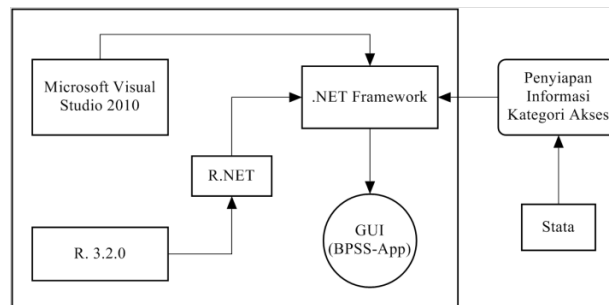 Microsoft Visual
Studio 2010
.NET Framework
Penyiapan
Informasi
Kategori Akses
R.NET
R. 3.2.0
GUI
(BPSS-App)
Stata